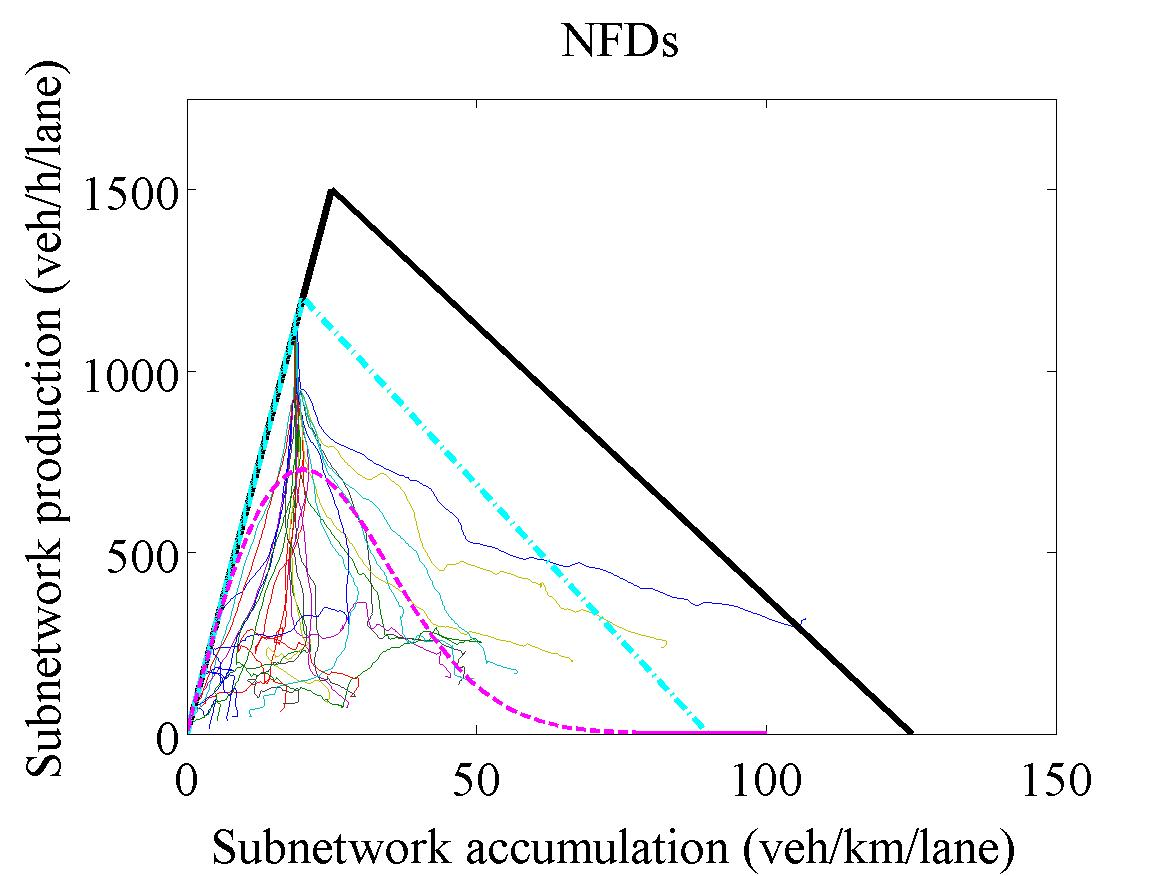 NFDs
Subnetwork production (veh/h/lane)
1500
1000
500
0
0 50 100 150
Subnetwork accumulation (veh/km/lane)